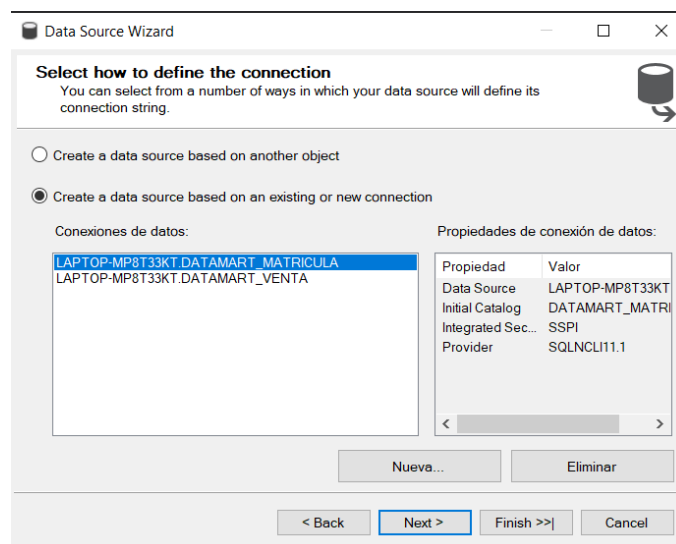 Data Source Wizard
Select how to define the connection
You can select from a number of ways in which your data source will define its
connection string.
Create a data source based on another object
Create a data source based on an existing or new connection
Conexiones de datos:
LAPTOP-MP8T33KT.DATAMART_MATRICULA
LAPTOP-MP8T33KT.DATAMART_VENTA
Propiedades de conexión de datos:
Propiedad Valor
Data Source LAPTOP-MP8T33KT
Initial Catalog DATAMART_MATRI
Integrated Sec... SSPI
Provider SQLNCLI11.1
Nueva... Eliminar
< Back Next > Finish >>| Cancel